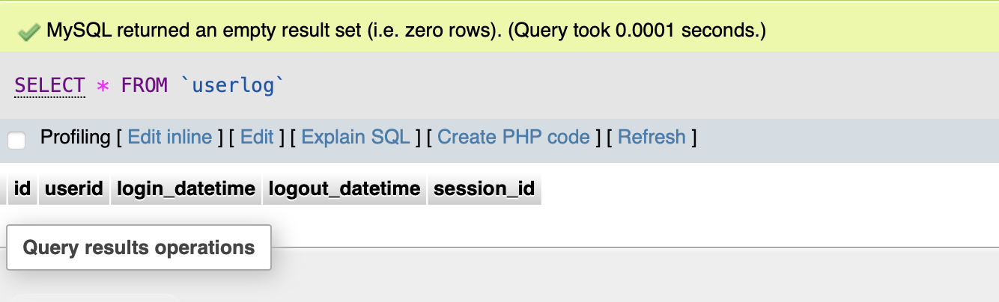 MySQL returned an empty result set (i.e. zero rows). (Query took 0.0001 seconds.)
SELECT * FROM `userlog`
Profiling [ Edit inline ] [ Edit ] [ Explain SQL ] [ Create PHP code ] [ Refresh ]
id userid login_datetime logout_datetime session_id
Query results operations